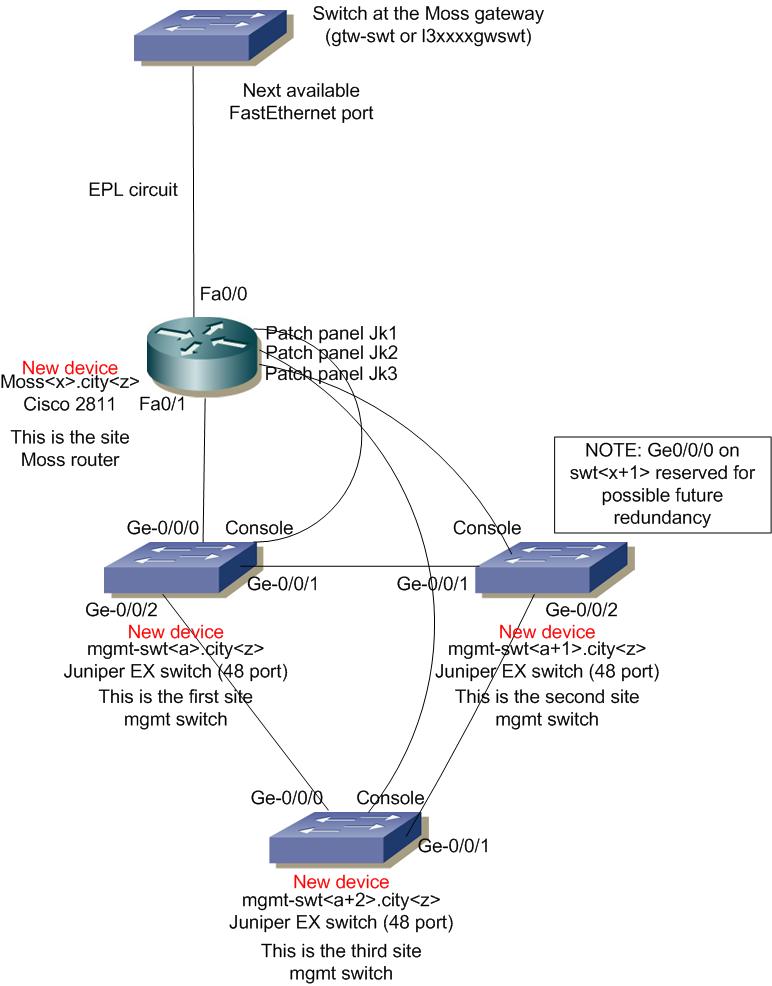 Switch at the Moss gateway
(gtw-swt or l3xxxxgwswt)
Next available
FastEthernet port
EPL circuit
Fa0/0
Patch panel Jk1
Patch panel Jk2
Patch panel Jk3
New device
Moss<x>.city<z>
Cisco 2811
Fa0/1
This is the site
Moss router
NOTE: Ge0/0/0 on
swt<x+1> reserved for
possible future
redundancy
Ge-0/0/0
Console
Console
Ge-0/0/1
Ge-0/0/1
Ge-0/0/2
Ge-0/0/2
New device
mgmt-swt<a>.city<z>
Juniper EX switch (48 port)
This is the first site
mgmt switch
New device
mgmt-swt<a+1>.city<z>
Juniper EX switch (48 port)
This is the second site
mgmt switch
Ge-0/0/0
Console
Ge-0/0/1
New device
mgmt-swt<a+2>.city<z>
Juniper EX switch (48 port)
This is the third site
mgmt switch